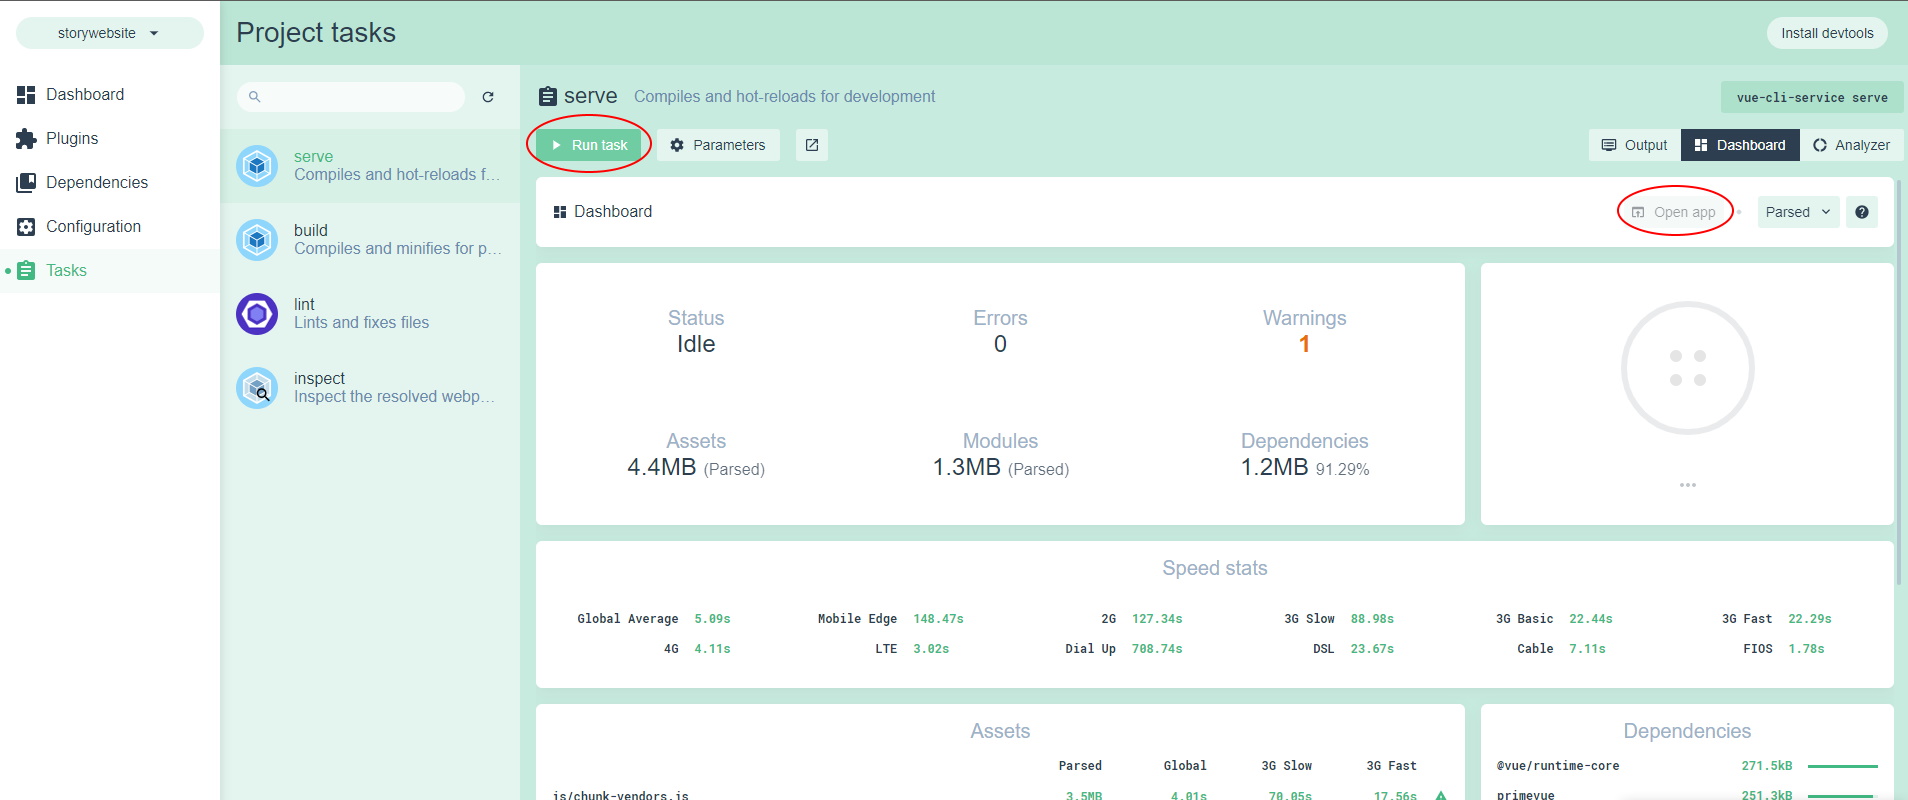 storywebsite
Project tasks
Install devtools
Dashboard
Plugins
Dependencies
Configuration
Tasks
serve
Compiles and hot-reloads f...
build
Compiles and minifies for p...
lint
Lints and fixes files
inspect
Inspect the resolved webp...
serve Compiles and hot-reloads for development
vue-cli-service serve
Run task Parameters
Output Dashboard Analyzer
Dashboard
Open app Parsed
Status Errors Warnings
Idle 0 1
Assets Modules Dependencies
4.4MB (Parsed) 1.3MB (Parsed) 1.2MB 91.29%
Speed stats
Global Average 5.09s Mobile Edge 148.47s 2G 127.34s 3G Slow 88.98s 3G Basic 22.44s 3G Fast 22.29s
4G 4.11s LTE 3.02s Dial Up 708.74s DSL 23.67s Cable 7.11s FIOS 1.78s
Assets
Parsed Global 3G Slow 3G Fast
js/chunk-vendors.js 3.5MB 4.01s 70.05s 17.56s
Dependencies
@vue/runtime-core 271.5kB
primevue 251.3kB